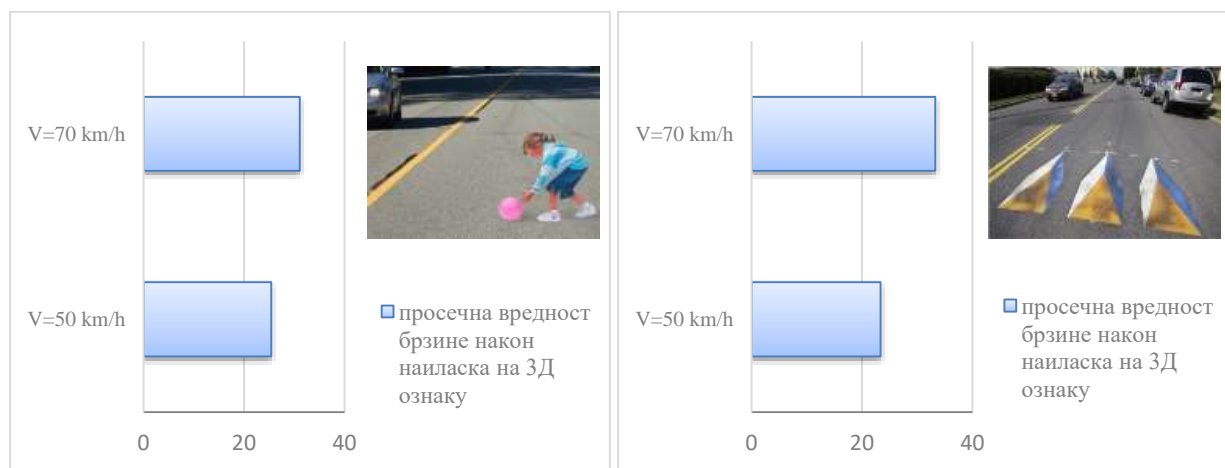 V=70 km/h
V=50 km/h
0 20 40
просечна вредност
брзине након
наиласка на 3Д
ознаку
V=70 km/h
V=50 km/h
0 20 40
просечна вредност
брзине након
наиласка на 3Д
ознаку